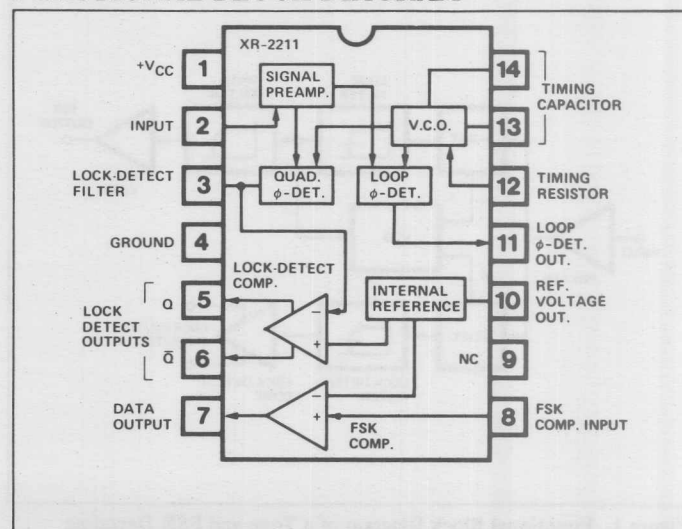 XR-2211
+VCC 1
INPUT 2
LOCK-DETECT
FILTER 3
GROUND 4
LOCK
DETECT
OUTPUTS
Q 5
Q̅ 6
DATA
OUTPUT 7
SIGNAL
PREAMP.
V.C.O.
QUAD.
ϕ-DET.
LOOP
ϕ-DET.
LOCK-DETECT
COMP.
INTERNAL
REFERENCE
−
+
−
+
FSK
COMP.
14
13
TIMING
CAPACITOR
12 TIMING
RESISTOR
11 LOOP
ϕ-DET.
OUT.
10 REF.
VOLTAGE
OUT.
NC 9
8 FSK
COMP. INPUT